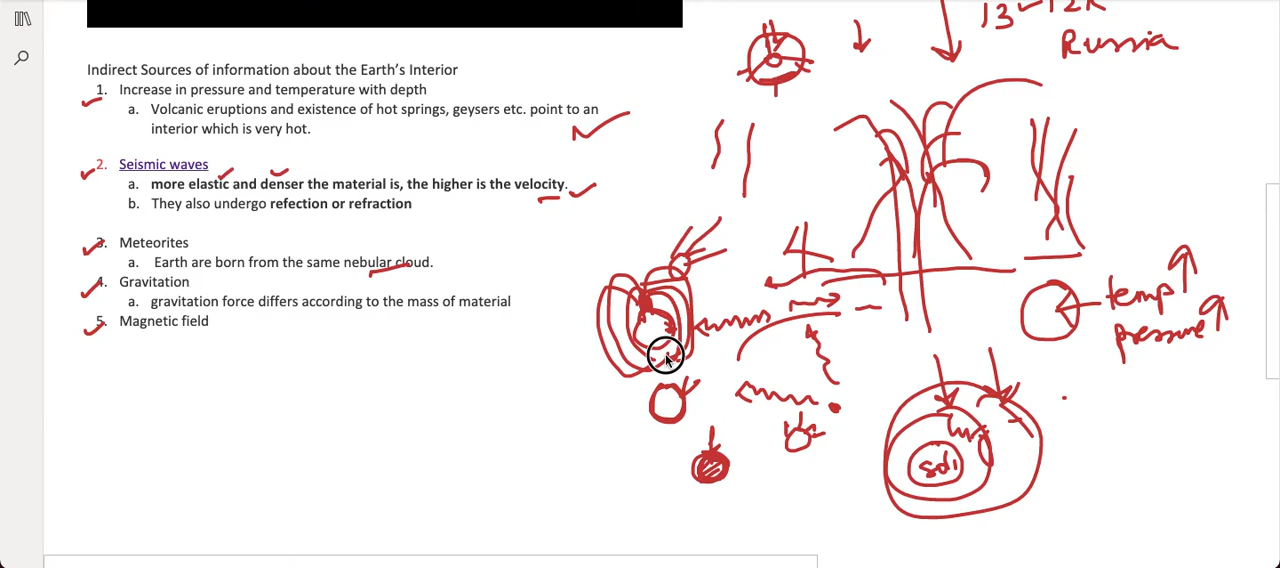 13-12k
Russia
Indirect Sources of information about the Earth's Interior
1. Increase in pressure and temperature with depth
a. Volcanic eruptions and existence of hot springs, geysers etc. point to an
interior which is very hot.
2. Seismic waves
a. more elastic and denser the material is, the higher is the velocity.
b. They also undergo refection or refraction
3. Meteorites
a. Earth are born from the same nebular cloud.
4. Gravitation
a. gravitation force differs according to the mass of material
5. Magnetic field
temp
pressure